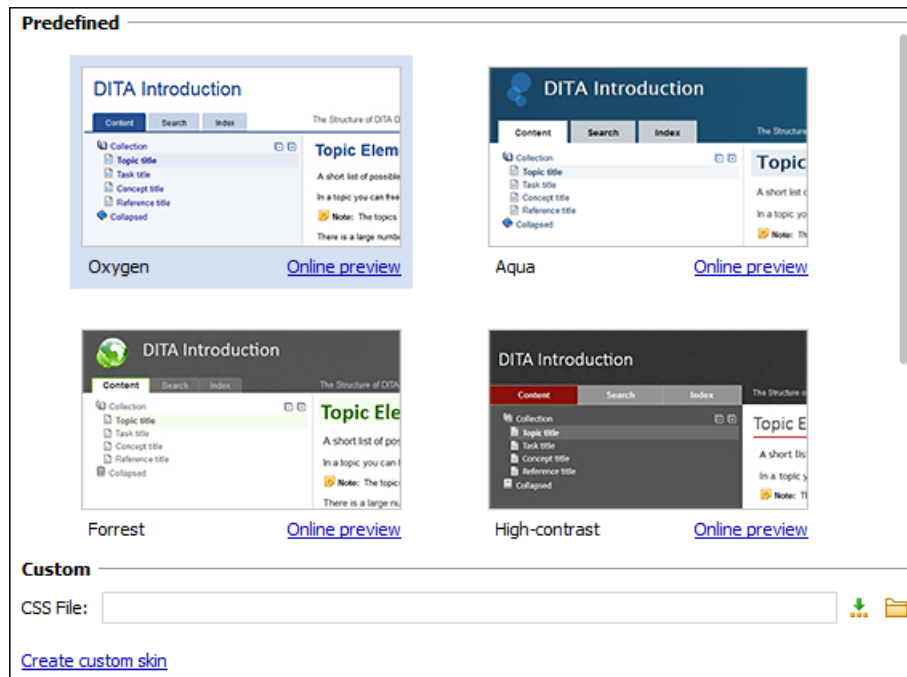 Predefined
DITA Introduction
Content Search Index
The Structure of DITA D
Collection
Topic title
Task title
Concept title
Reference title
Collapsed
Topic Elem
A short list of possible
In a topic you can free
Note: The topics
There is a large numb
Oxygen Online preview
DITA Introduction
Content Search Index
The Structure
Collection
Topic title
Task title
Concept title
Reference title
Collapsed
Topic
A short list c
In a topic yo
Note: Th
Aqua Online preview
DITA Introduction
Content Search Index
The Structure of DITA
Collection
Topic title
Task title
Concept title
Reference title
Collapsed
Topic Ele
A short list of pos
In a topic you can f
Note: The topic
There is a large nu
Forrest Online preview
DITA Introduction
Content Search Index
The Structure o
Collection
Topic title
Task title
Concept title
Reference title
Collapsed
Topic E
A short lis
In a topic y
Note: T
High-contrast Online preview
Custom
CSS File:
Create custom skin